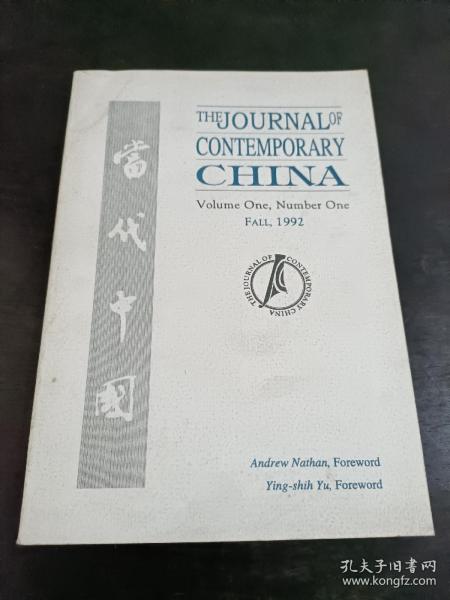 THE JOURNAL OF
CONTEMPORARY
CHINA
Volume One, Number One
FALL, 1992
THE JOURNAL OF CONTEMPORARY CHINA
當代中國
Andrew Nathan, Foreword
Ying-shih Yu, Foreword
孔夫子旧书网
www.kongfz.com